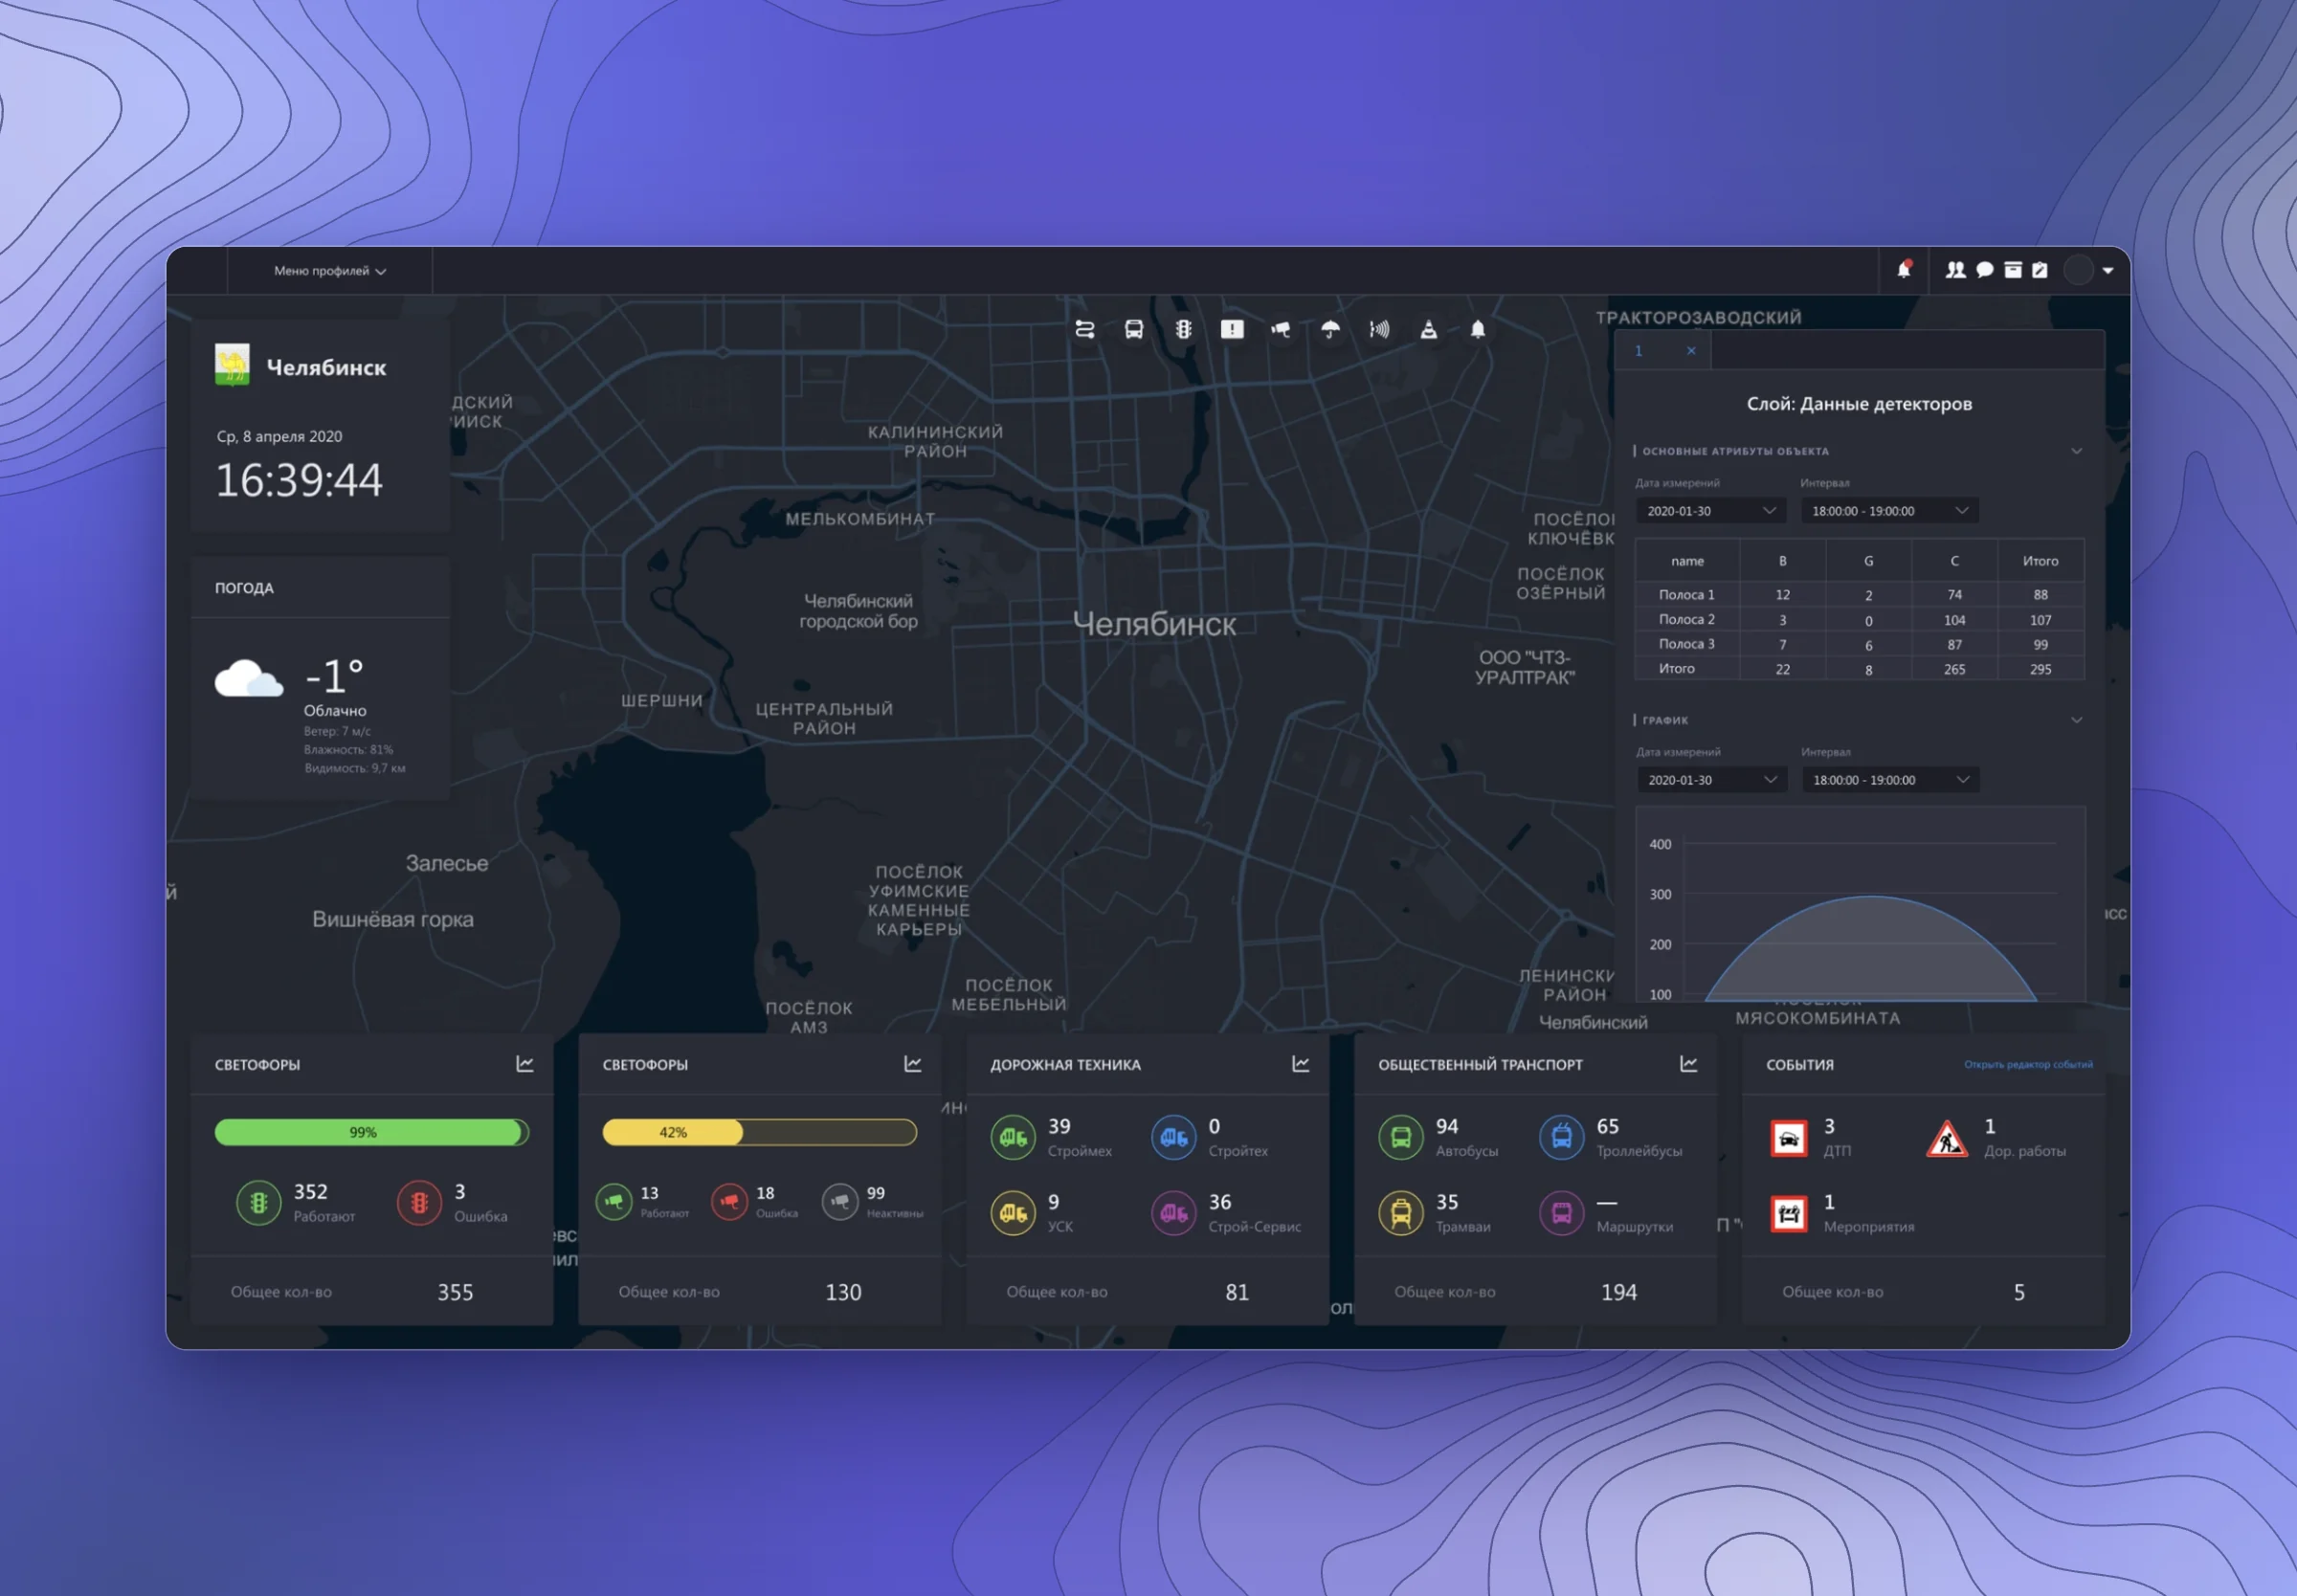 Меню профилей
Челябинск
Ср, 8 апреля 2020
16:39:44
ПОГОДА
-1°
Облачно
Ветер: 7 м/с
Влажность: 81%
Видимость: 9,7 км
ТРАКТОРОЗАВОДСКИЙ
КАЛИНИНСКИЙ
РАЙОН
МЕЛЬКОМБИНАТ
Челябинский
городской бор
Челябинск
ШЕРШНИ
ЦЕНТРАЛЬНЫЙ
РАЙОН
ПОСЁЛОК
ОЗЁРНЫЙ
ООО "ЧТЗ-
УРАЛТРАК"
Залесье
Вишнёвая горка
ПОСЁЛОК
УФИМСКИЕ
КАМЕННЫЕ
КАРЬЕРЫ
ПОСЁЛОК
МЕБЕЛЬНЫЙ
ПОСЁЛОК
АМЗ
РАЙОН
Челябинский
МЯСОКОМБИНАТА
1
Слой: Данные детекторов
ОСНОВНЫЕ АТРИБУТЫ ОБЪЕКТА
Дата измерений Интервал
2020-01-30 18:00:00 - 19:00:00
name B G C Итого
Полоса 1 12 2 74 88
Полоса 2 3 0 104 107
Полоса 3 7 6 87 99
Итого 22 8 265 295
ГРАФИК
Дата измерений Интервал
2020-01-30 18:00:00 - 19:00:00
400
300
200
100
СВЕТОФОРЫ
99%
352 3
Работают Ошибка
Общее кол-во 355
СВЕТОФОРЫ
42%
13 18 99
Работают Ошибка Неактивны
Общее кол-во 130
ДОРОЖНАЯ ТЕХНИКА
39 0
Строймех Стройтех
9 36
УСК Строй-Сервис
Общее кол-во 81
ОБЩЕСТВЕННЫЙ ТРАНСПОРТ
94 65
Автобусы Троллейбусы
35 —
Трамваи Маршрутки
Общее кол-во 194
СОБЫТИЯ Открыть редактор событий
3 1
ДТП Дор. работы
1
Мероприятия
Общее кол-во 5